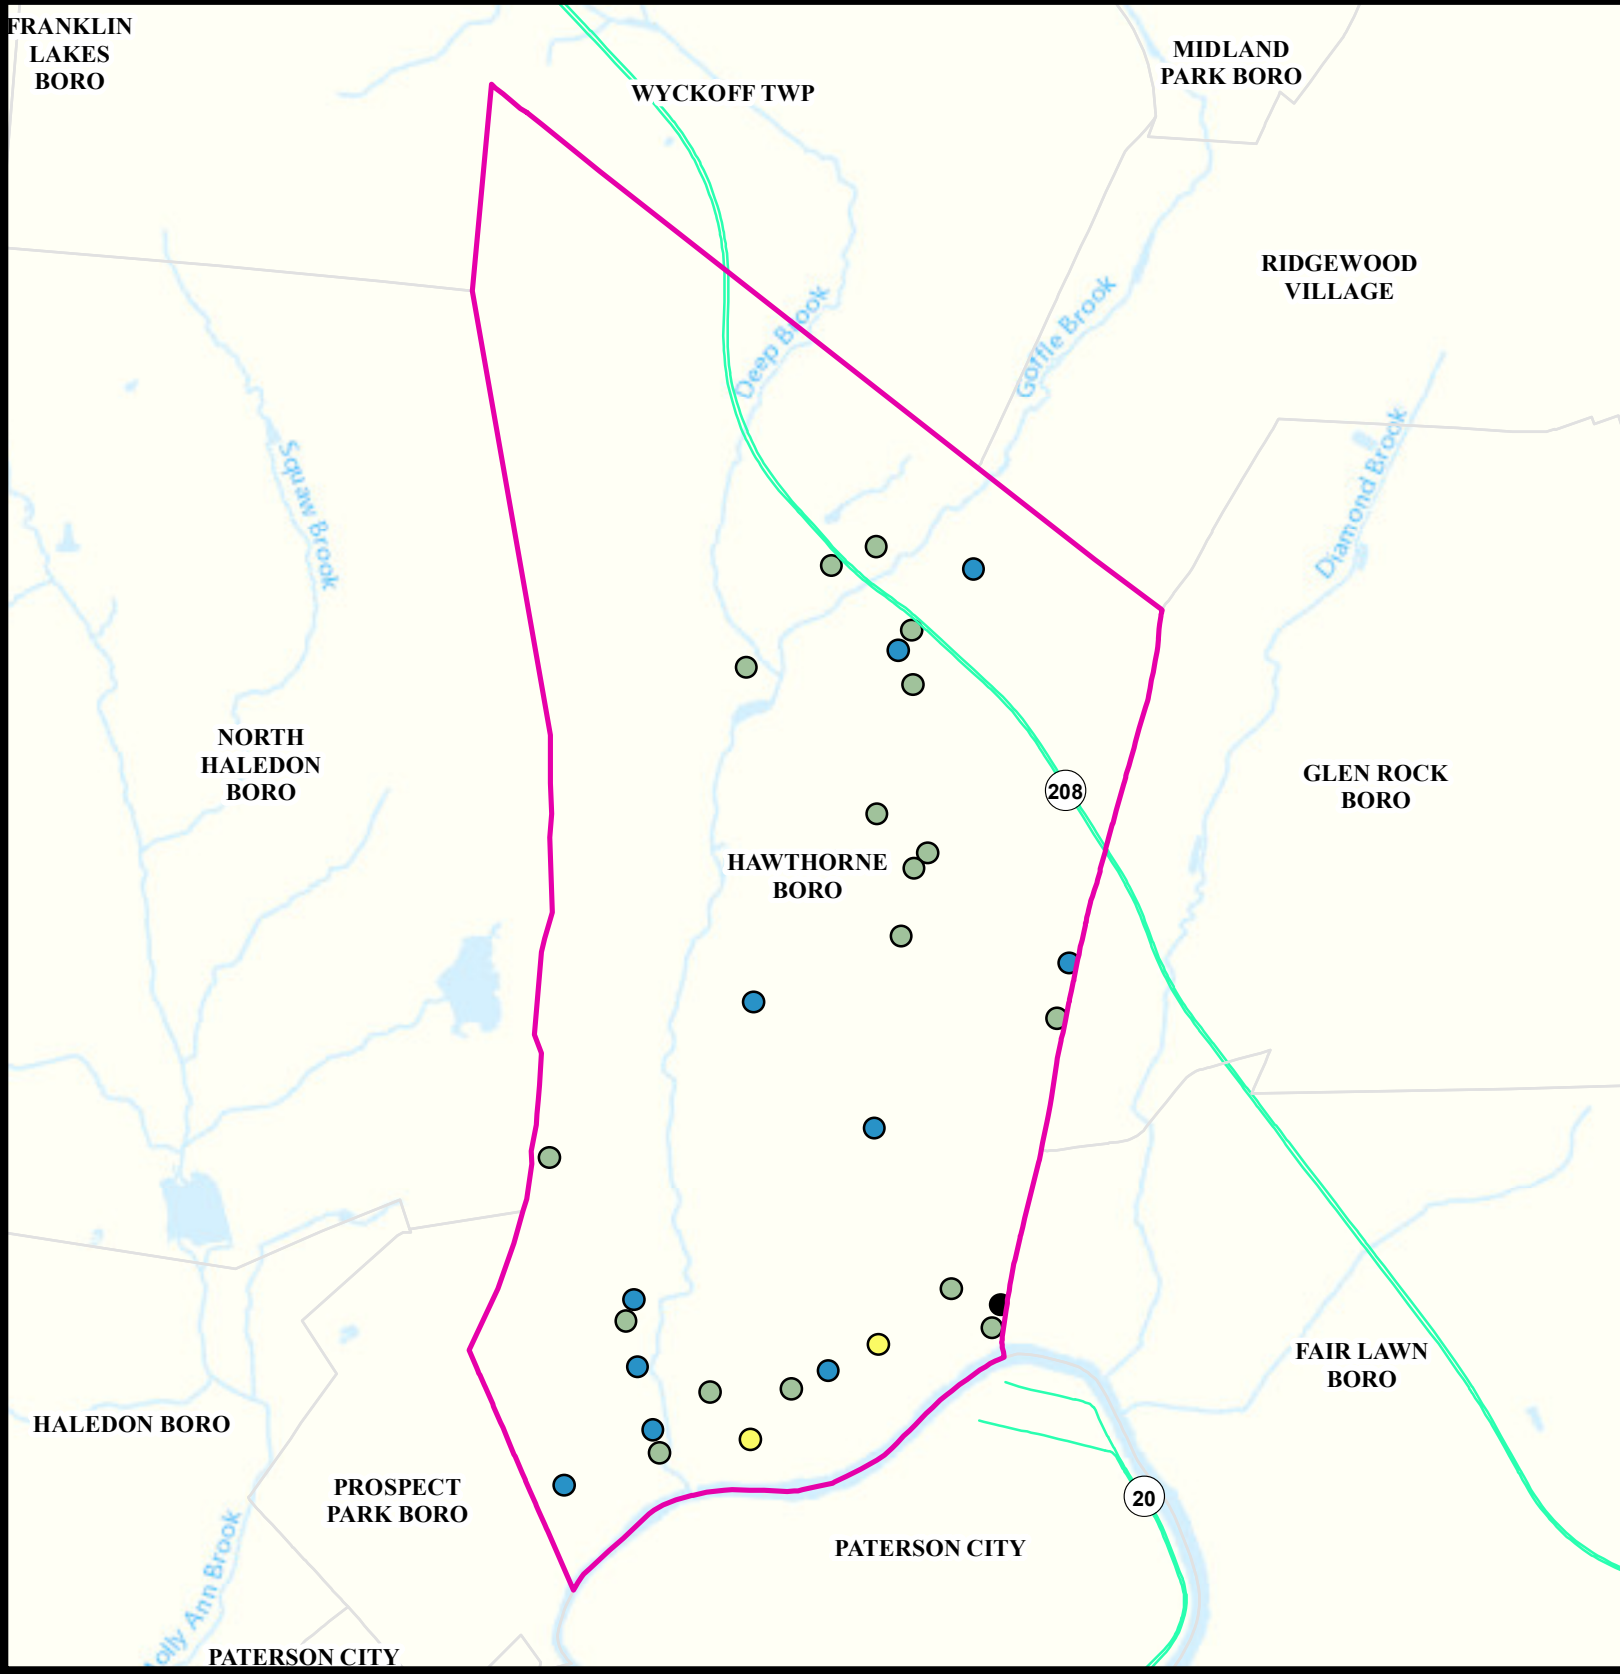 FRANKLIN
LAKES
BORO
MIDLAND
PARK BORO
WYCKOFF TWP
RIDGEWOOD
VILLAGE
Deep Brook
Goffle Brook
Diamond Brook
Squaw Brook
NORTH
HALEDON
BORO
208
GLEN ROCK
BORO
HAWTHORNE
BORO
FAIR LAWN
BORO
HALEDON BORO
PROSPECT
PARK BORO
20
PATERSON CITY
olly Ann Brook
PATERSON CITY